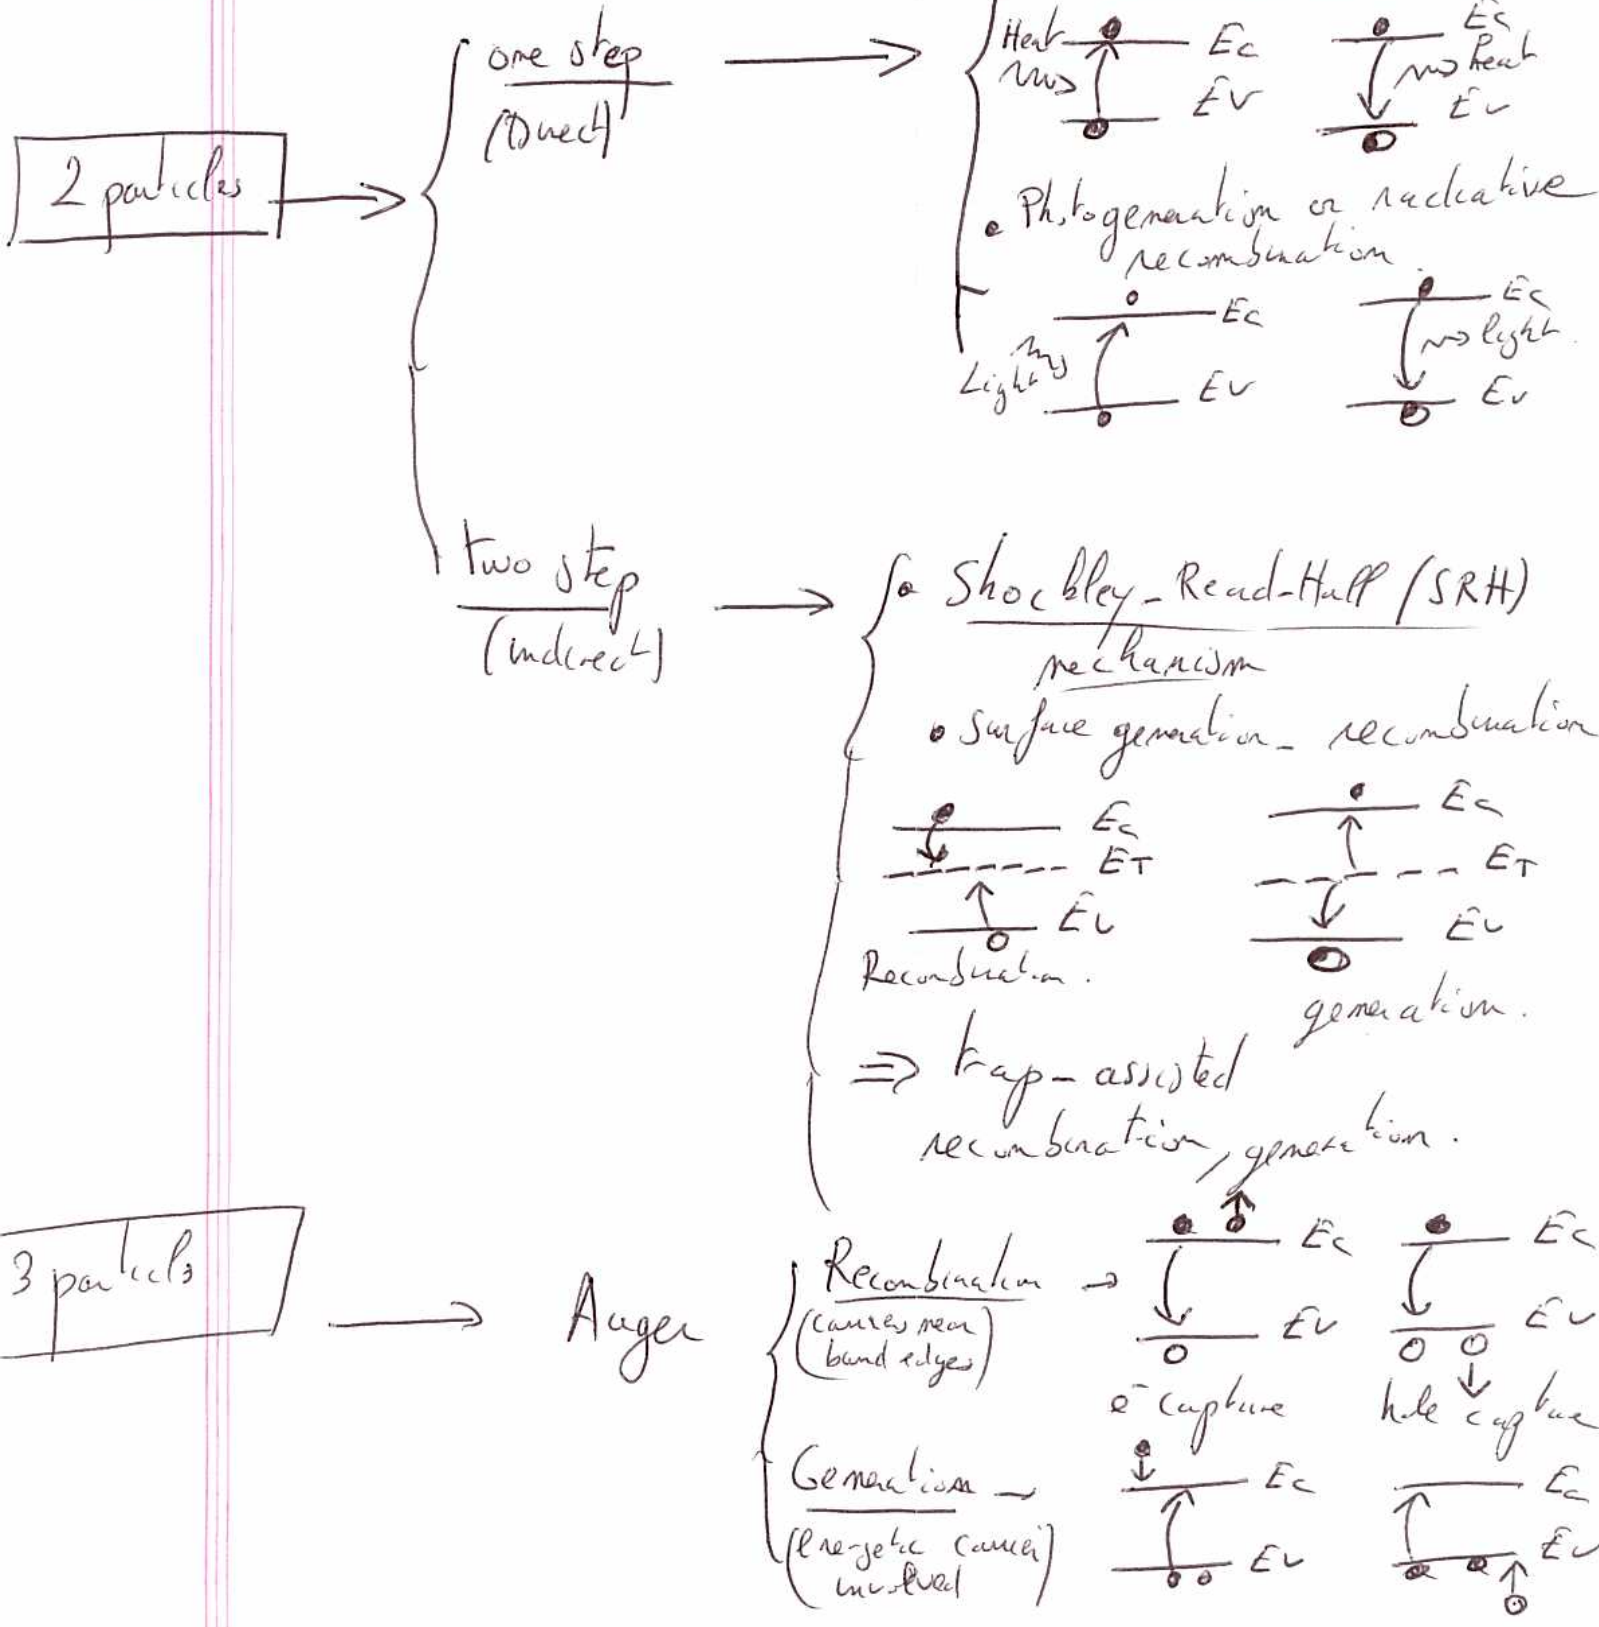 one step
(Direct)
Heat
Ec
Ev
Ec
heat
Ev
2 particles
• Photogeneration or radiative
recombination.
Ec
Light
Ev
Ec
light.
Ev
two step
(indirect)
• Shockley-Read-Hall (SRH)
mechanism
• Surface generation - recombination
Ec
ET
Ev
Recombination.
Ec
ET
Ev
generation.
⇒ trap-assisted
recombination, generation.
3 particles
Auger
Recombination →
(carriers near
band edges)
Ec
Ev
e⁻ capture
Ec
Ev
hole capture
Generation →
(energetic carrier
involved)
Ec
Ev
Ec
Ev